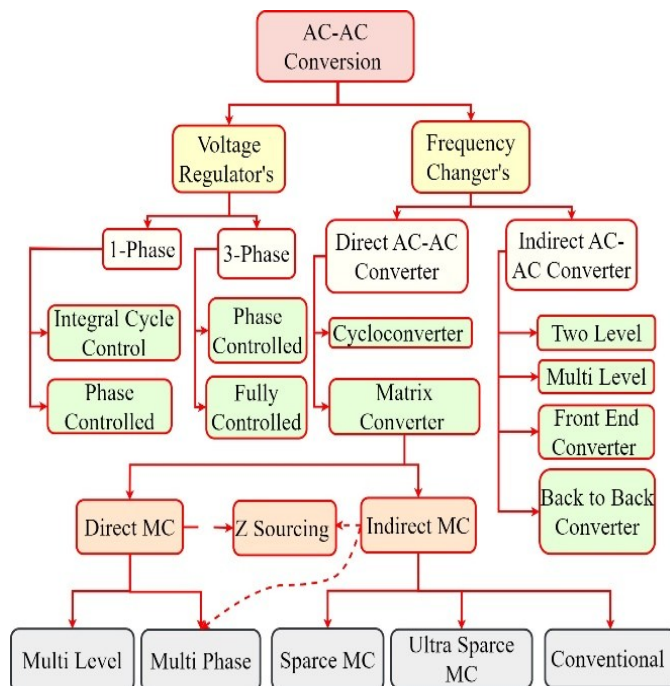 AC-AC
Conversion
Voltage
Regulator's
Frequency
Changer's
1-Phase
3-Phase
Direct AC-AC
Converter
Indirect AC-
AC Converter
Integral Cycle
Control
Phase
Controlled
Phase
Controlled
Fully
Controlled
Cycloconverter
Matrix
Converter
Two Level
Multi Level
Front End
Converter
Back to Back
Converter
Direct MC
Z Sourcing
Indirect MC
Multi Level
Multi Phase
Sparce MC
Ultra Sparce
MC
Conventional